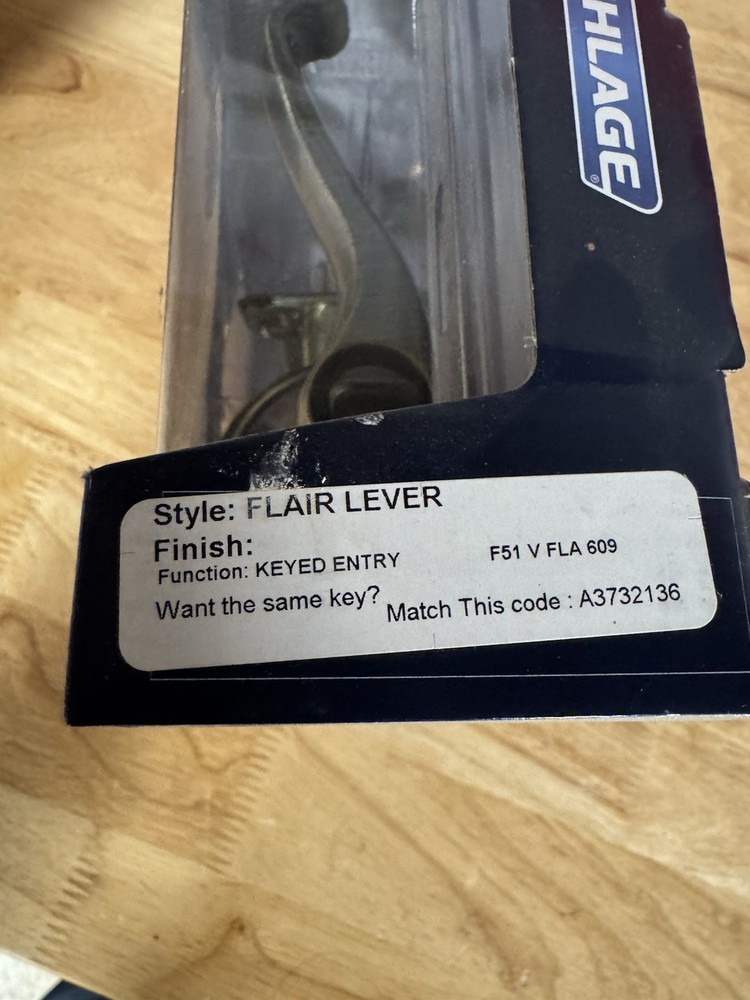 HLAGE®
Style: FLAIR LEVER
Finish:
Function: KEYED ENTRY F51 V FLA 609
Want the same key? Match This code : A3732136